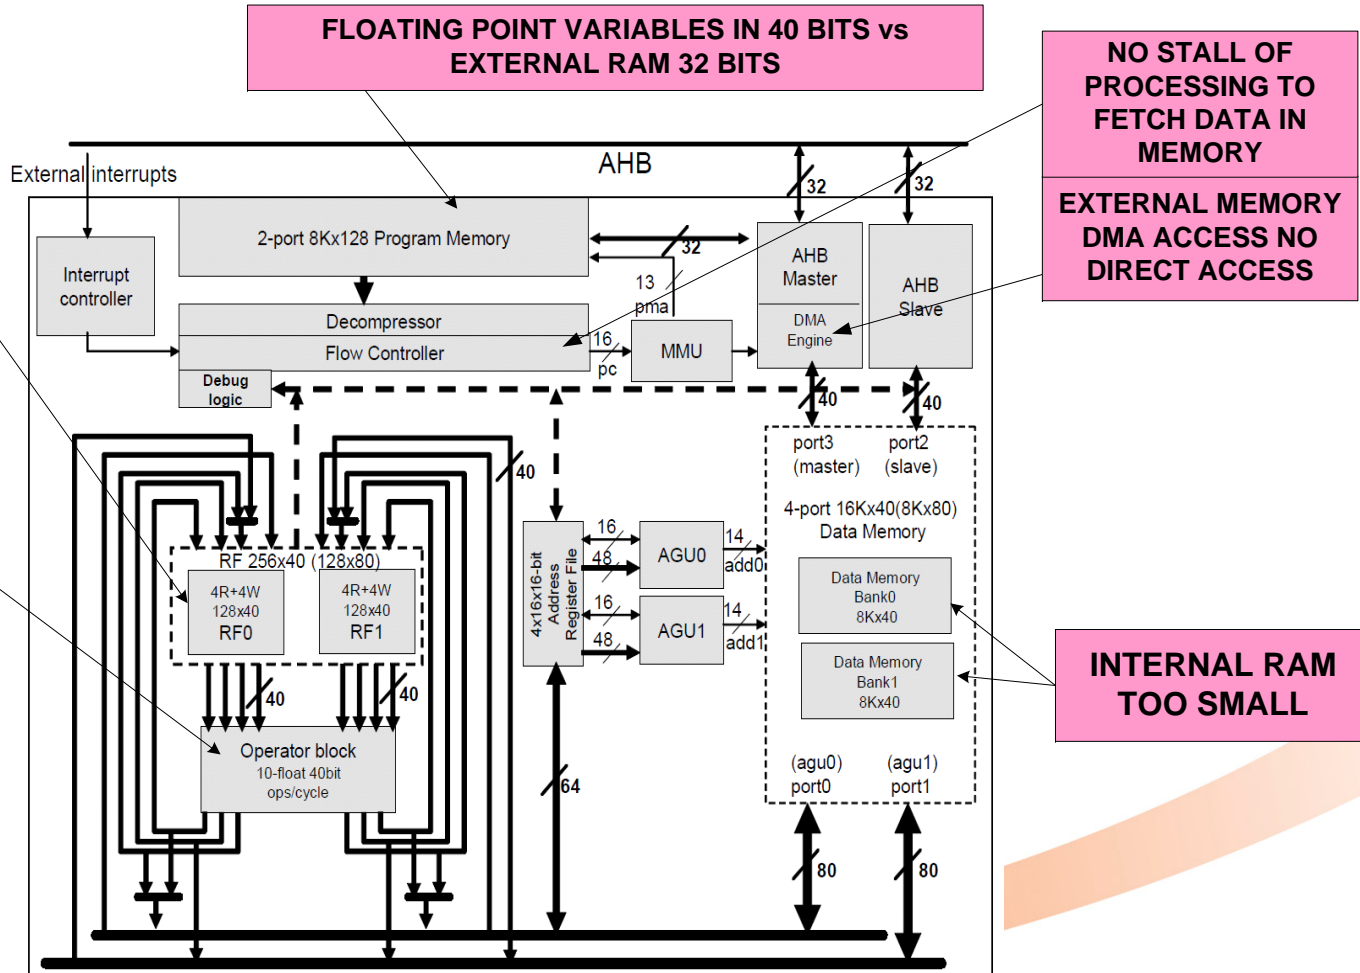 FLOATING POINT VARIABLES IN 40 BITS vs
EXTERNAL RAM 32 BITS
NO STALL OF
PROCESSING TO
FETCH DATA IN
MEMORY
EXTERNAL MEMORY
DMA ACCESS NO
DIRECT ACCESS
AHB
External interrupts
32
32
2-port 8Kx128 Program Memory
32
Interrupt
controller
13
pma
AHB
Master
DMA
Engine
AHB
Slave
Decompressor
Flow Controller
16
pc
MMU
Debug
logic
40
40
port3
(master)
port2
(slave)
40
4-port 16Kx40(8Kx80)
Data Memory
RF 256x40 (128x80)
4R+4W
128x40
RF0
4R+4W
128x40
RF1
4x16x16-bit
Address
Register File
16
48
AGU0
14
add0
16
48
AGU1
14
add1
Data Memory
Bank0
8Kx40
Data Memory
Bank1
8Kx40
INTERNAL RAM
TOO SMALL
40
40
Operator block
10-float 40bit
ops/cycle
64
(agu0)
port0
(agu1)
port1
80
80